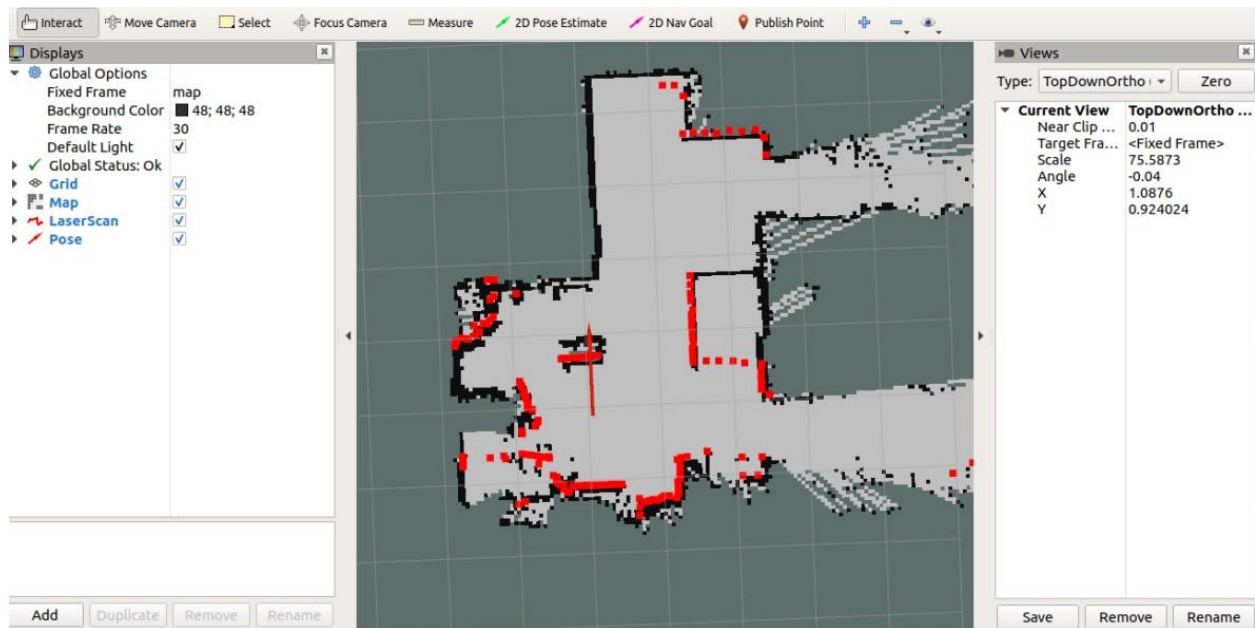 Interact Move Camera Select Focus Camera Measure 2D Pose Estimate 2D Nav Goal Publish Point
Displays
Global Options
Fixed Frame map
Background Color 48; 48; 48
Frame Rate 30
Default Light
Global Status: Ok
Grid
Map
LaserScan
Pose
Add Duplicate Remove Rename
Views
Type: TopDownOrtho ( Zero
Current View TopDownOrtho ...
Near Clip ... 0.01
Target Fra... <Fixed Frame>
Scale 75.5873
Angle -0.04
X 1.0876
Y 0.924024
Save Remove Rename